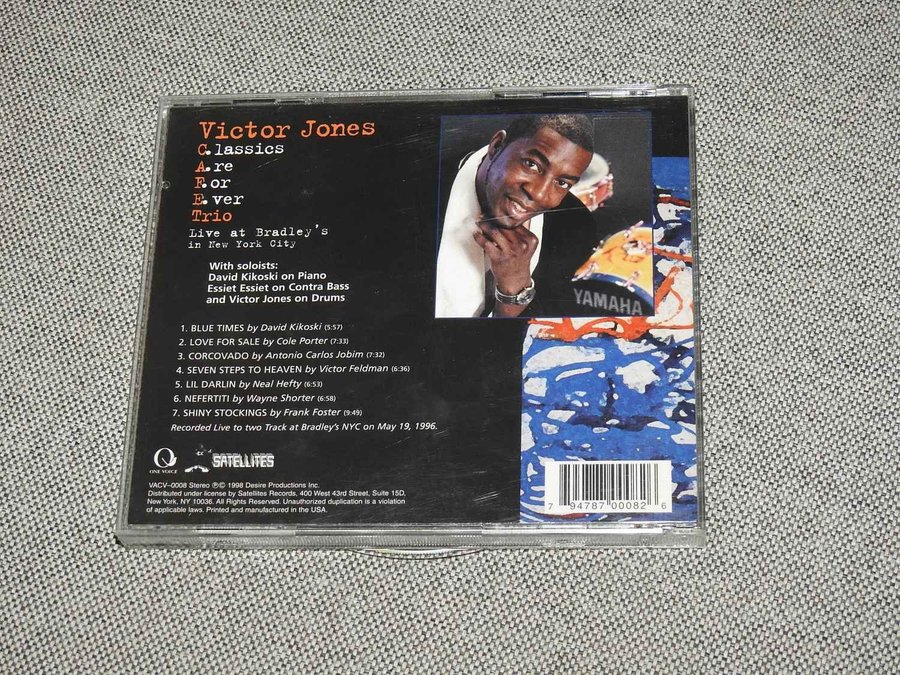 Victor Jones
C.lassics
A.re
F.or
E.ver
Trio
Live at Bradley's
in New York City
With soloists:
David Kikoski on Piano
Essiet Essiet on Contra Bass
and Victor Jones on Drums
1. BLUE TIMES by David Kikoski (5:57)
2. LOVE FOR SALE by Cole Porter (7:33)
3. CORCOVADO by Antonio Carlos Jobim (7:32)
4. SEVEN STEPS TO HEAVEN by Victor Feldman (6:36)
5. LIL DARLIN by Neal Hefty (6:53)
6. NEFERTITI by Wayne Shorter (6:58)
7. SHINY STOCKINGS by Frank Foster (9:49)
Recorded Live to two Track at Bradley's NYC on May 19, 1996.
YAMAHA
ONE VOICE
SATELLITES
VACV–0008 Stereo ℗© 1998 Desire Productions Inc.
Distributed under license by Satellites Records, 400 West 43rd Street, Suite 15D,
New York, NY 10036. All Rights Reserved. Unauthorized duplication is a violation
of applicable laws. Printed and manufactured in the USA.
7 94787 00082 6